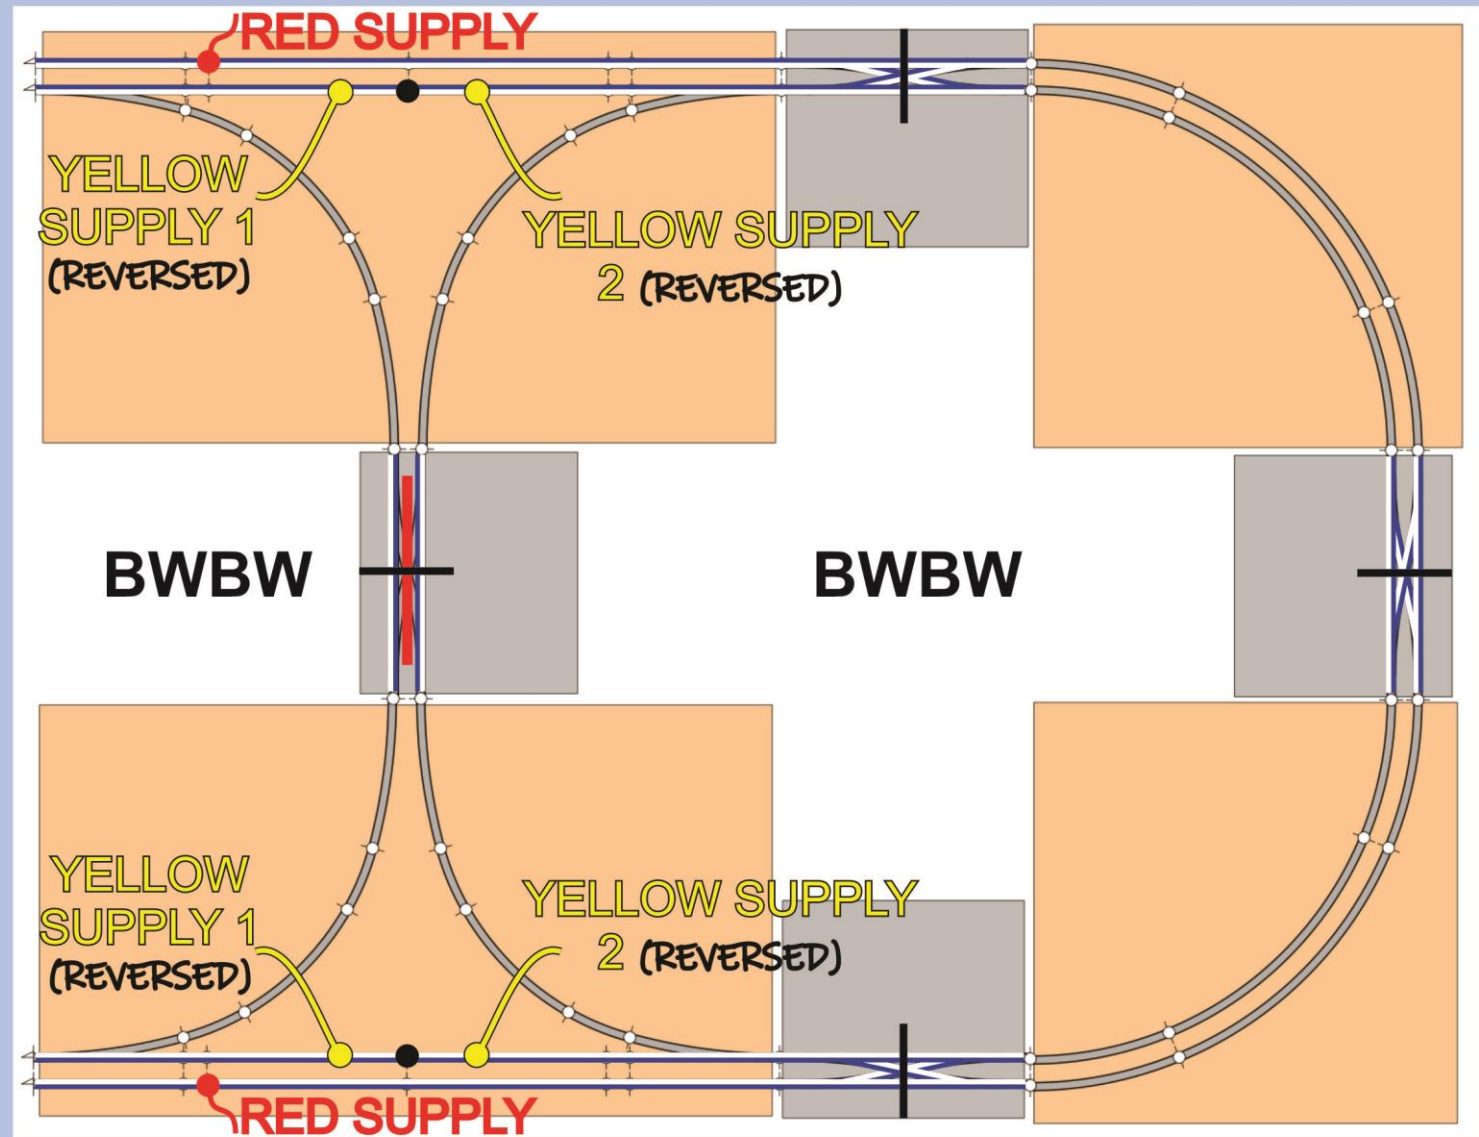 RED SUPPLY
YELLOW
SUPPLY 1
(REVERSED)
YELLOW SUPPLY
2 (REVERSED)
BWBW
BWBW
YELLOW
SUPPLY 1
(REVERSED)
YELLOW SUPPLY
2 (REVERSED)
RED SUPPLY